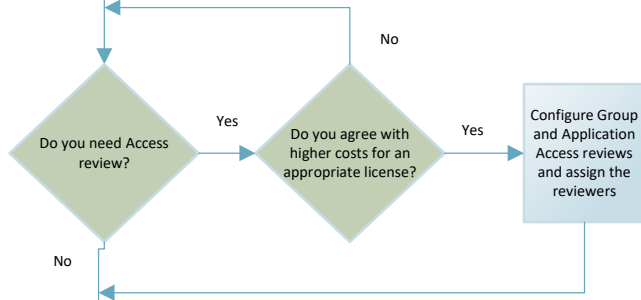 No
Do you need Access
review?
Yes
Do you agree with
higher costs for an
appropriate license?
Yes
Configure Group
and Application
Access reviews
and assign the
reviewers
No